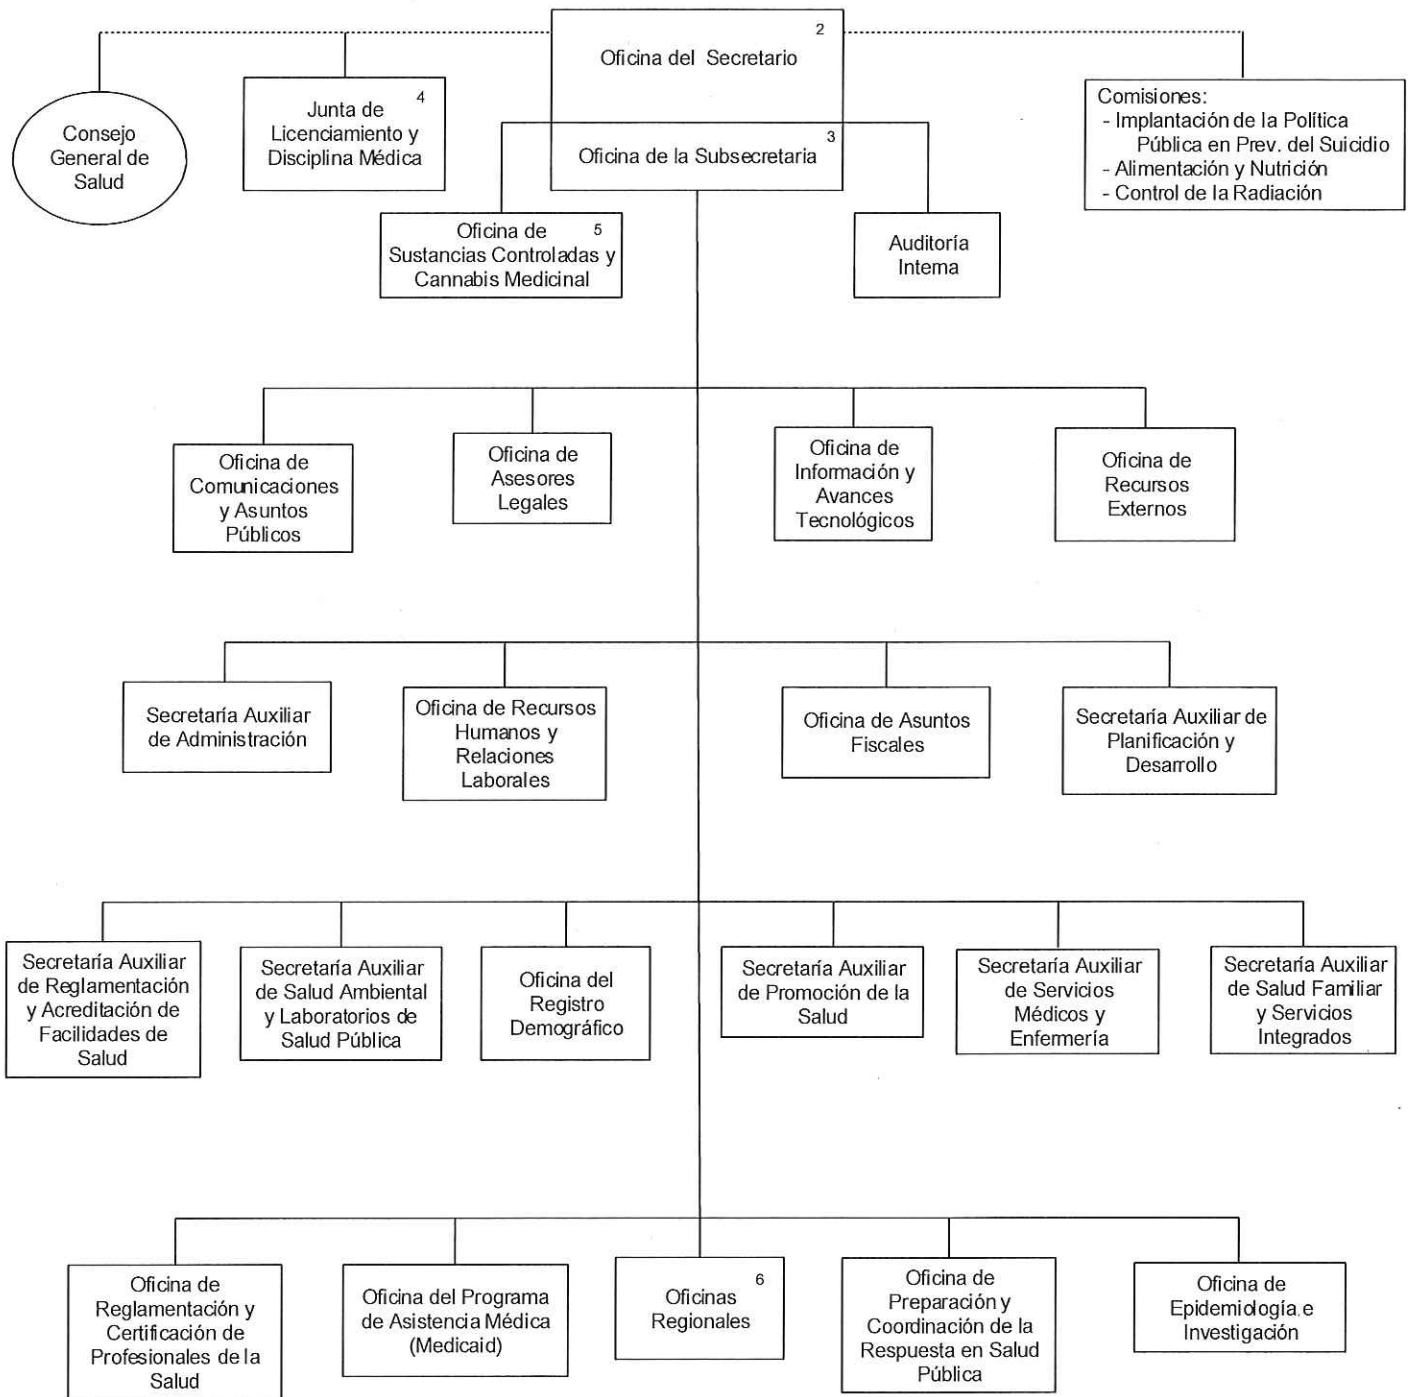 2
Oficina del Secretario
3
Oficina de la Subsecretaria
Consejo
General de
Salud
4
Junta de
Licenciamiento y
Disciplina Médica
Comisiones:
- Implantación de la Política
Pública en Prev. del Suicidio
- Alimentación y Nutrición
- Control de la Radiación
Oficina de 5
Sustancias Controladas y
Cannabis Medicinal
Auditoría
Interna
Oficina de
Comunicaciones
y Asuntos
Públicos
Oficina de
Asesores
Legales
Oficina de
Información y
Avances
Tecnológicos
Oficina de
Recursos
Externos
Secretaría Auxiliar
de Administración
Oficina de Recursos
Humanos y
Relaciones
Laborales
Oficina de Asuntos
Fiscales
Secretaría Auxiliar de
Planificación y
Desarrollo
Secretaría Auxiliar
de Reglamentación
y Acreditación de
Facilidades de
Salud
Secretaría Auxiliar
de Salud Ambiental
y Laboratorios de
Salud Pública
Oficina del
Registro
Demográfico
Secretaría Auxiliar
de Promoción de la
Salud
Secretaría Auxiliar
de Servicios
Médicos y
Enfermería
Secretaría Auxiliar
de Salud Familiar
y Servicios
Integrados
Oficina de
Reglamentación y
Certificación de
Profesionales de la
Salud
Oficina del Programa
de Asistencia Médica
(Medicaid)
6
Oficinas
Regionales
Oficina de
Preparación y
Coordinación de la
Respuesta en Salud
Pública
Oficina de
Epidemiología e
Investigación